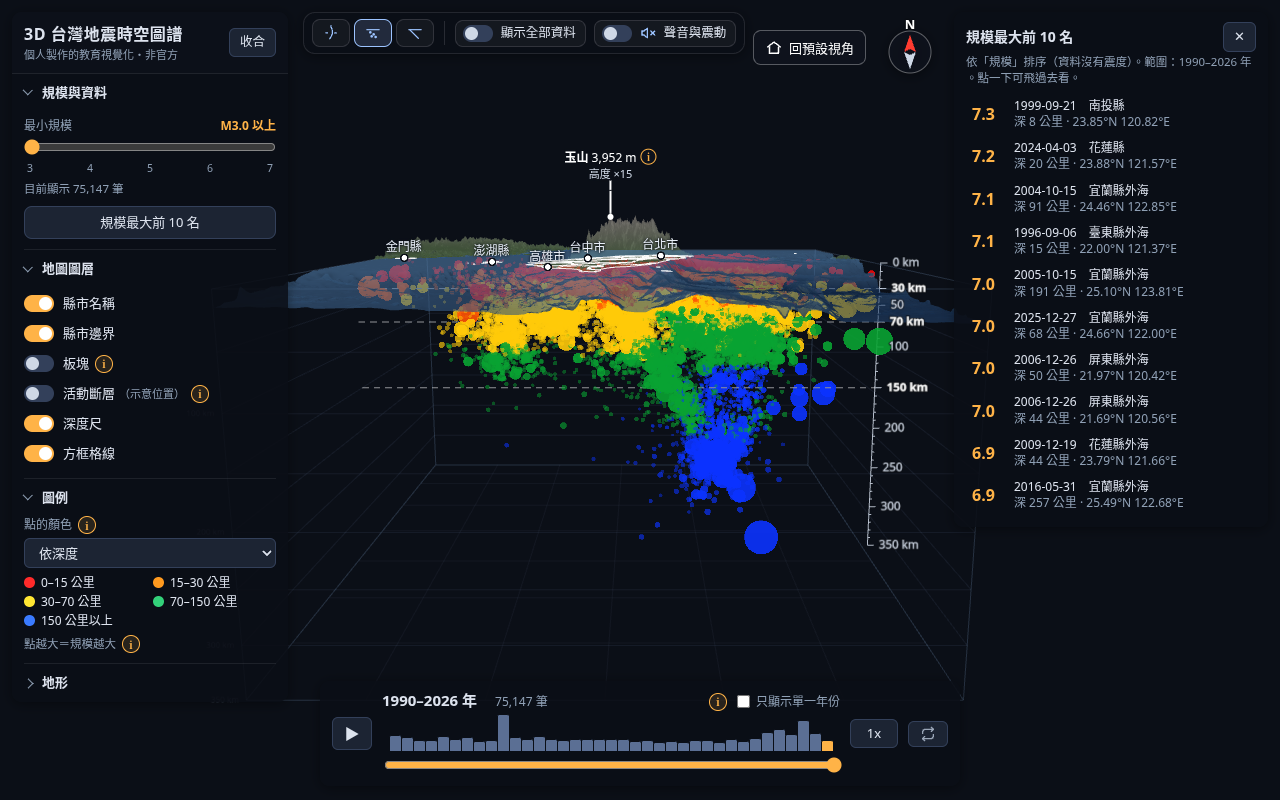 3D 台灣地震時空圖譜
個人製作的教育視覺化・非官方
收合
規模與資料
最小規模
M3.0 以上
3 4 5 6 7
目前顯示 75,147 筆
規模最大前 10 名
地圖圖層
縣市名稱
縣市邊界
板塊 i
活動斷層 (示意位置) i
深度尺
方框格線
圖例
點的顏色 i
依深度
0–15 公里
15–30 公里
30–70 公里
70–150 公里
150 公里以上
點越大＝規模越大 i
地形
顯示全部資料
聲音與震動
回預設視角
N
玉山 3,952 m i
高度 ×15
金門縣
澎湖縣
高雄市
台中市
台北市
0 km
30 km
50
70 km
100
150 km
200
250
300
350 km
規模最大前 10 名
✕
依「規模」排序（資料沒有震度）。範圍：1990–2026 年
。點一下可飛過去看。
7.3
1999-09-21 南投縣
深 8 公里 · 23.85°N 120.82°E
7.2
2024-04-03 花蓮縣
深 20 公里 · 23.88°N 121.57°E
7.1
2004-10-15 宜蘭縣外海
深 91 公里 · 24.46°N 122.85°E
7.1
1996-09-06 臺東縣外海
深 15 公里 · 22.00°N 121.37°E
7.0
2005-10-15 宜蘭縣外海
深 191 公里 · 25.10°N 123.81°E
7.0
2025-12-27 宜蘭縣外海
深 68 公里 · 24.66°N 122.00°E
7.0
2006-12-26 屏東縣外海
深 50 公里 · 21.97°N 120.42°E
7.0
2006-12-26 屏東縣外海
深 44 公里 · 21.69°N 120.56°E
6.9
2009-12-19 花蓮縣外海
深 44 公里 · 23.79°N 121.66°E
6.9
2016-05-31 宜蘭縣外海
深 257 公里 · 25.49°N 122.68°E
1990–2026 年
75,147 筆
i
只顯示單一年份
1x